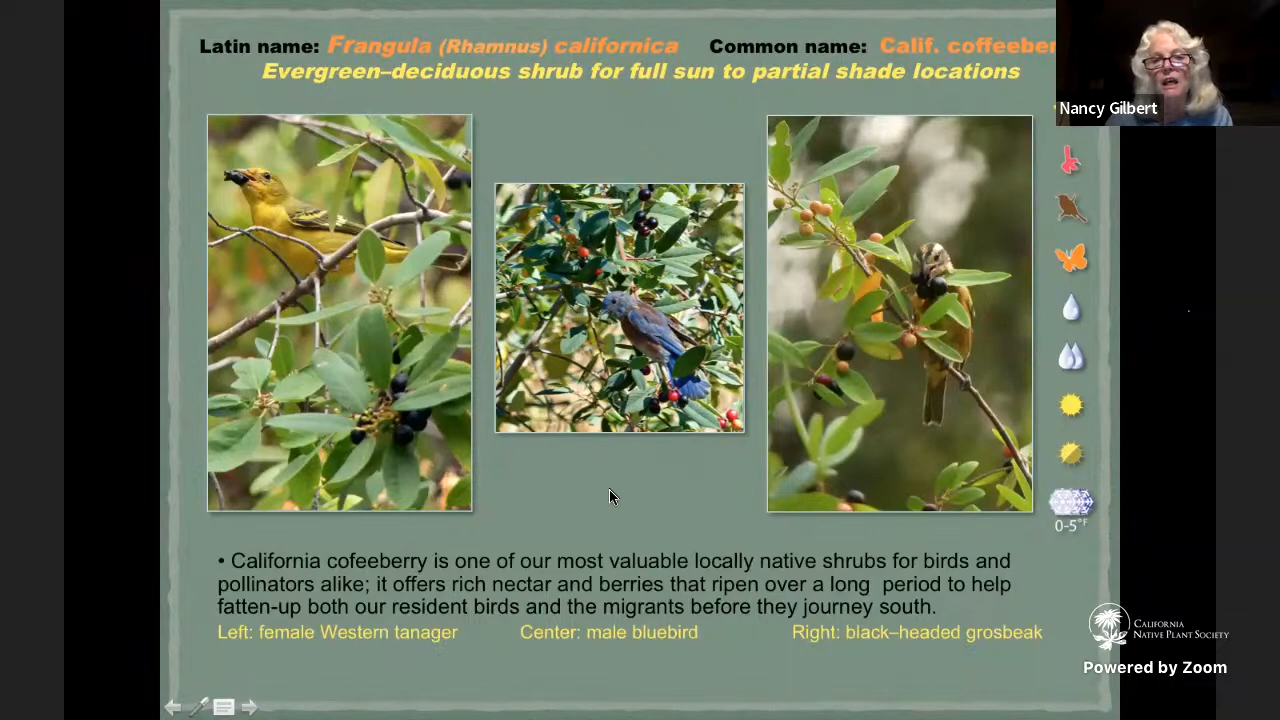 Latin name: Frangula (Rhamnus) californica Common name: Calif. coffeeber
Evergreen–deciduous shrub for full sun to partial shade locations
Nancy Gilbert
0-5°F
• California cofeeberry is one of our most valuable locally native shrubs for birds and
pollinators alike; it offers rich nectar and berries that ripen over a long period to help
fatten-up both our resident birds and the migrants before they journey south.
Left: female Western tanager Center: male bluebird Right: black–headed grosbeak
CALIFORNIA
NATIVE PLANT SOCIETY
Powered by Zoom